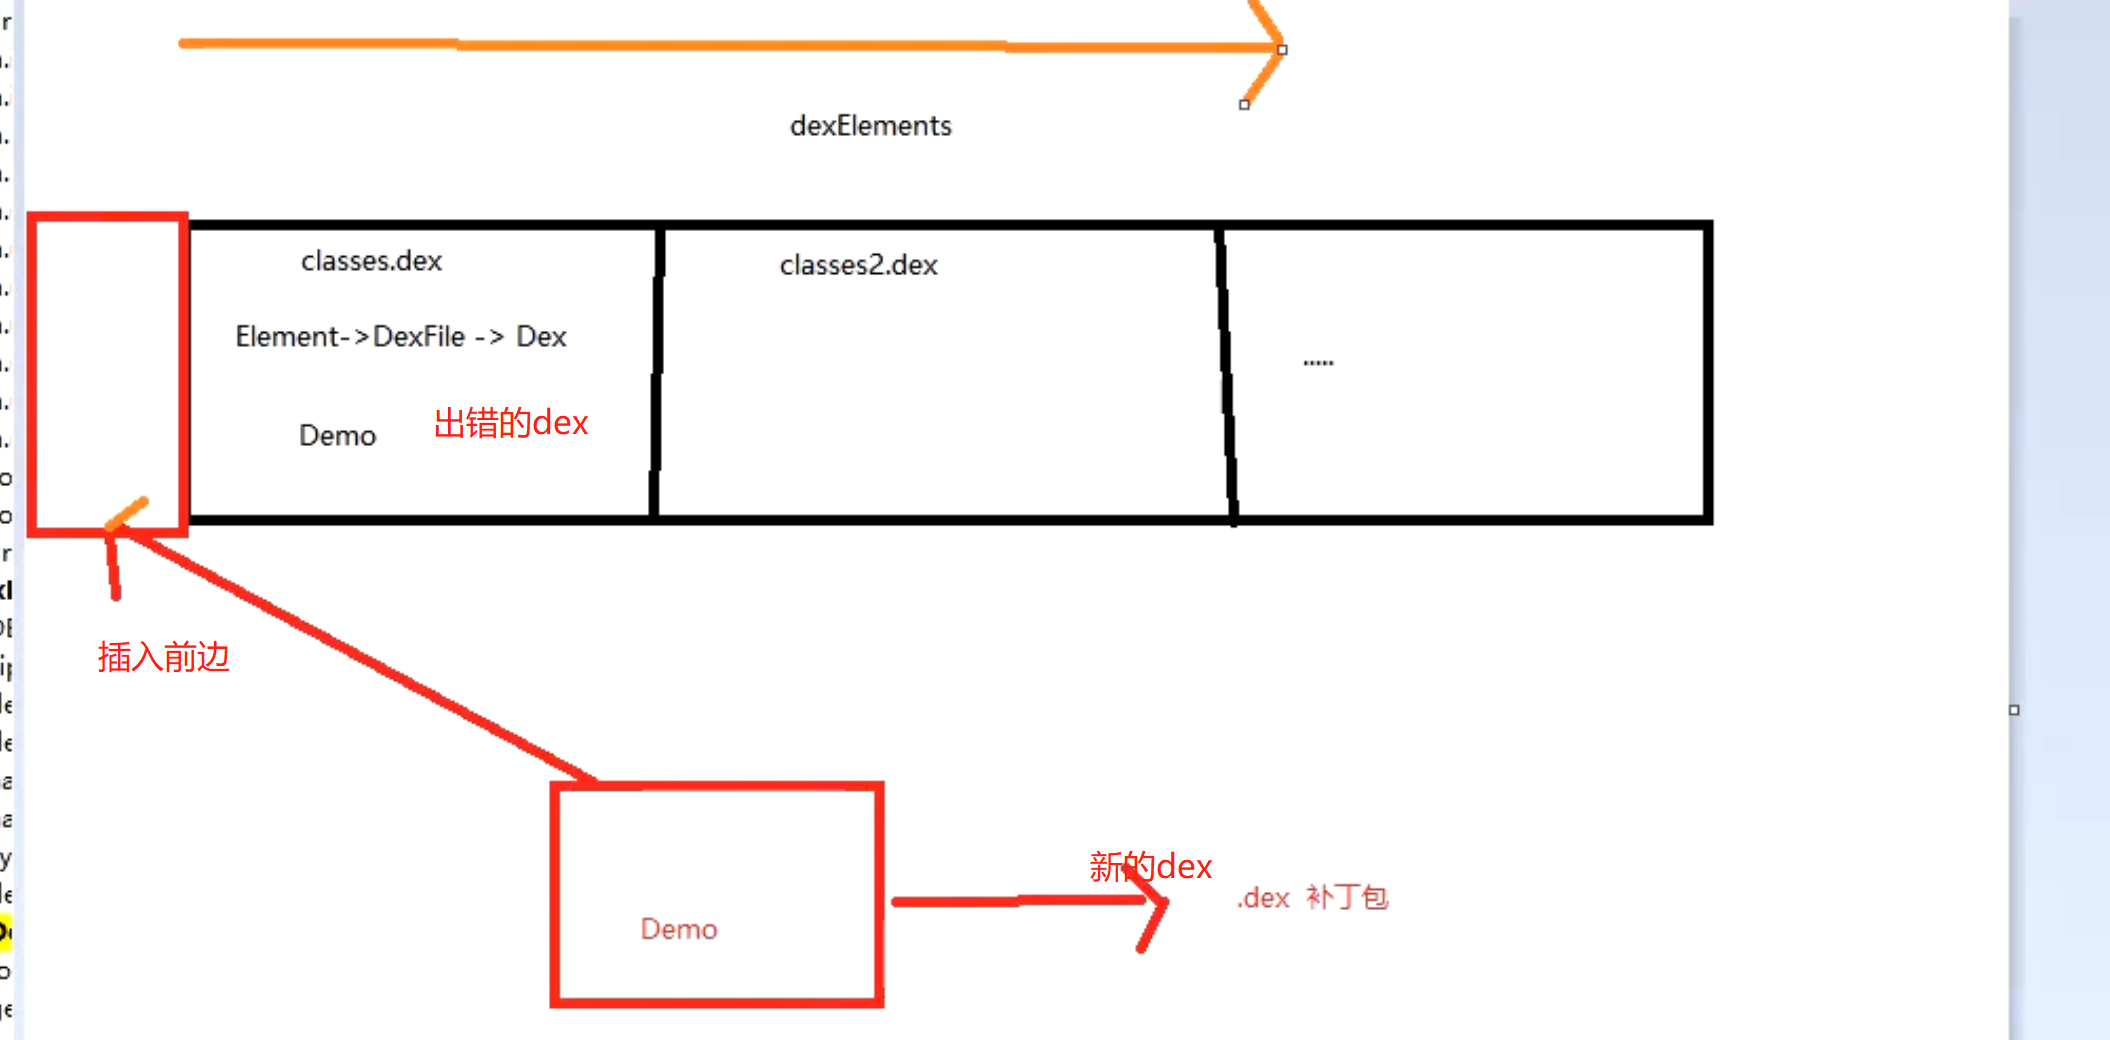 dexElements
classes.dex
classes2.dex
Element->DexFile -> Dex
.....
Demo
出错的dex
插入前边
新的dex
.dex 补丁包
Demo